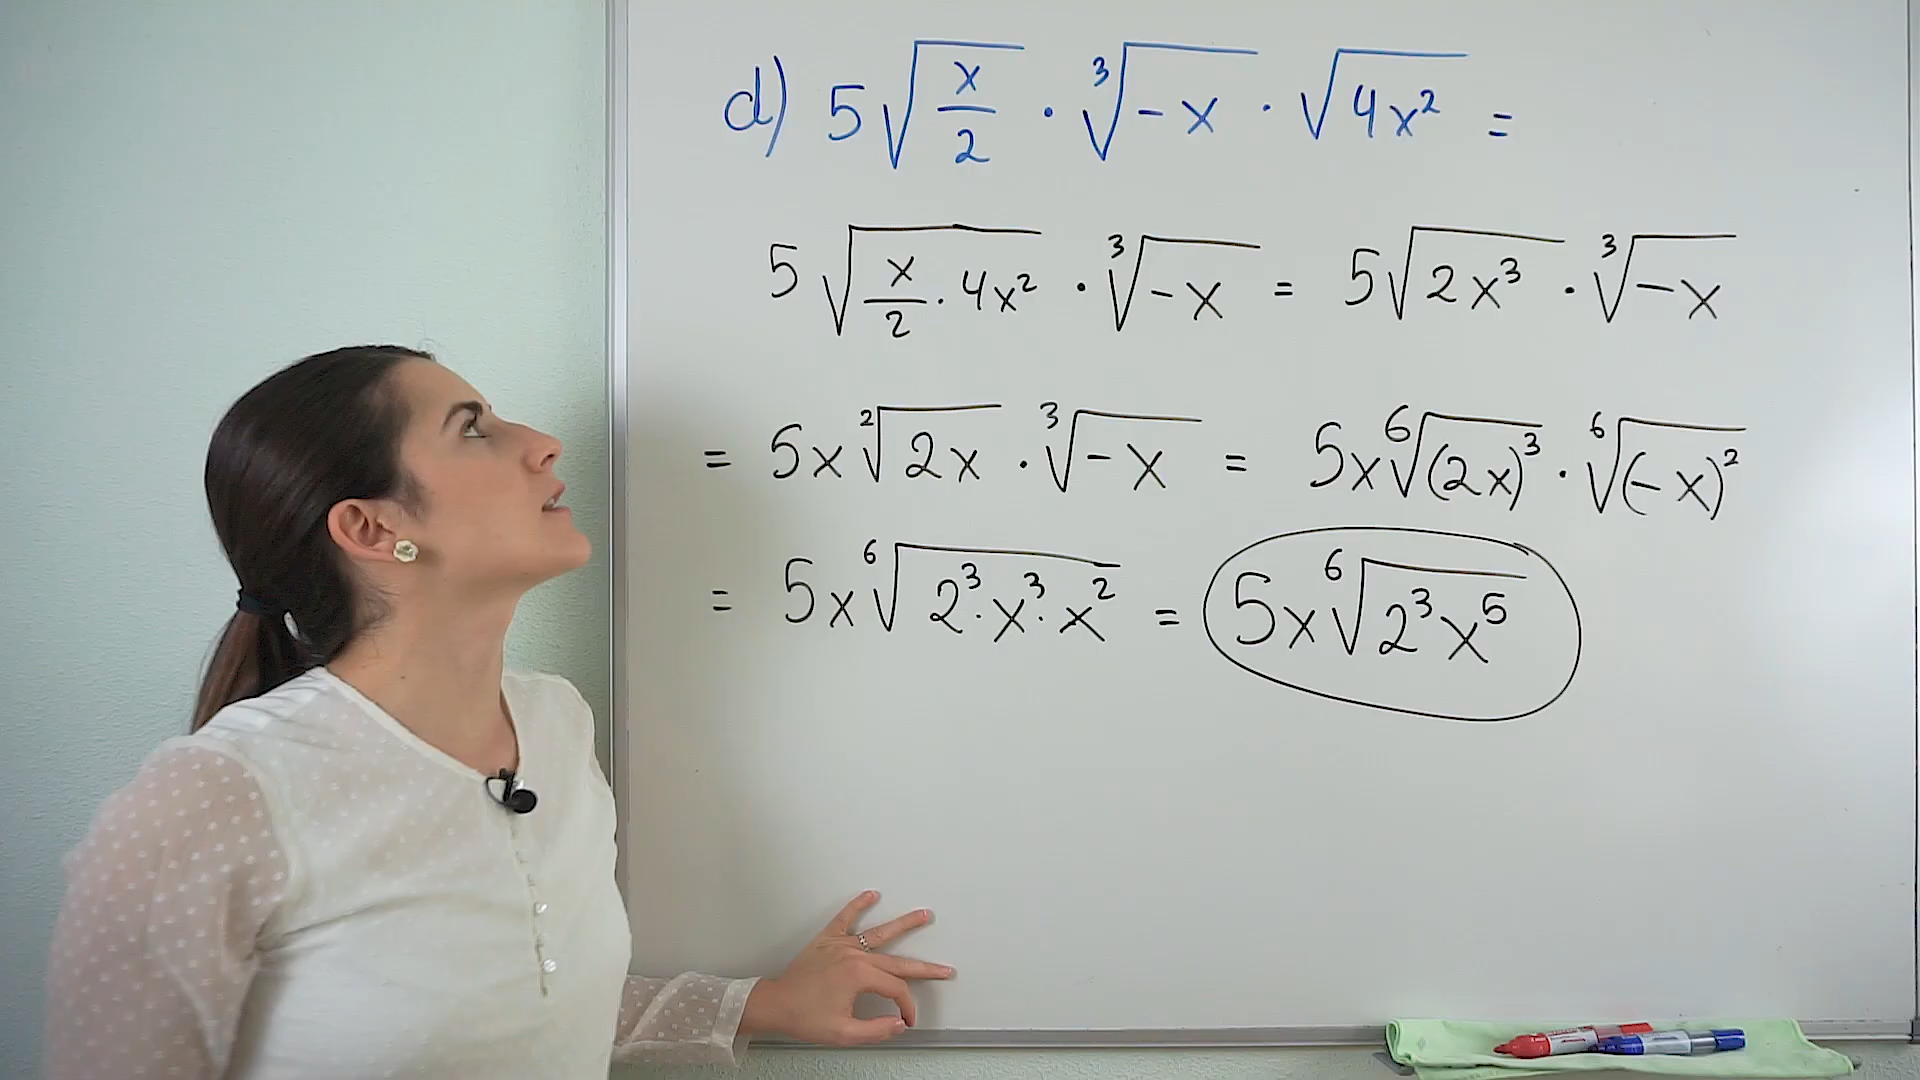 d) 5√(x/2) · ∛(-x) · √(4x²) =
5√(x/2 · 4x²) · ∛(-x) = 5√(2x³) · ∛(-x)
= 5x ²√(2x) · ∛(-x) = 5x ⁶√((2x)³) · ⁶√((-x)²)
= 5x ⁶√(2³·x³·x²) = 5x ⁶√(2³x⁵)